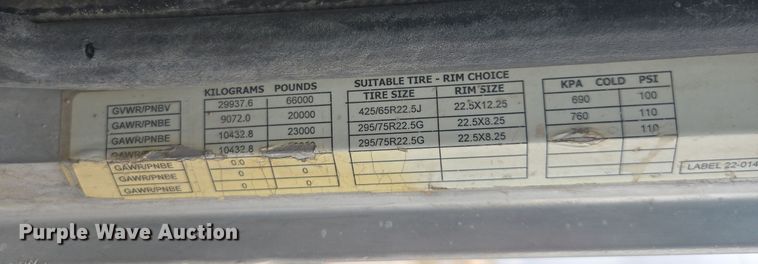 KILOGRAMS POUNDS SUITABLE TIRE - RIM CHOICE KPA COLD PSI
TIRE SIZE RIM SIZE
GVWR/PNBV 29937.6 66000 425/65R22.5J 22.5X12.25 690 100
GAWR/PNBE 9072.0 20000 295/75R22.5G 22.5X8.25 760 110
GAWR/PNBE 10432.8 23000 295/75R22.5G 22.5X8.25 110
GAWR/PNBE 10432.8
GAWR/PNBE 0.0 0
GAWR/PNBE 0 0
GAWR/PNBE 0 0
LABEL 22-014
Purple Wave Auction